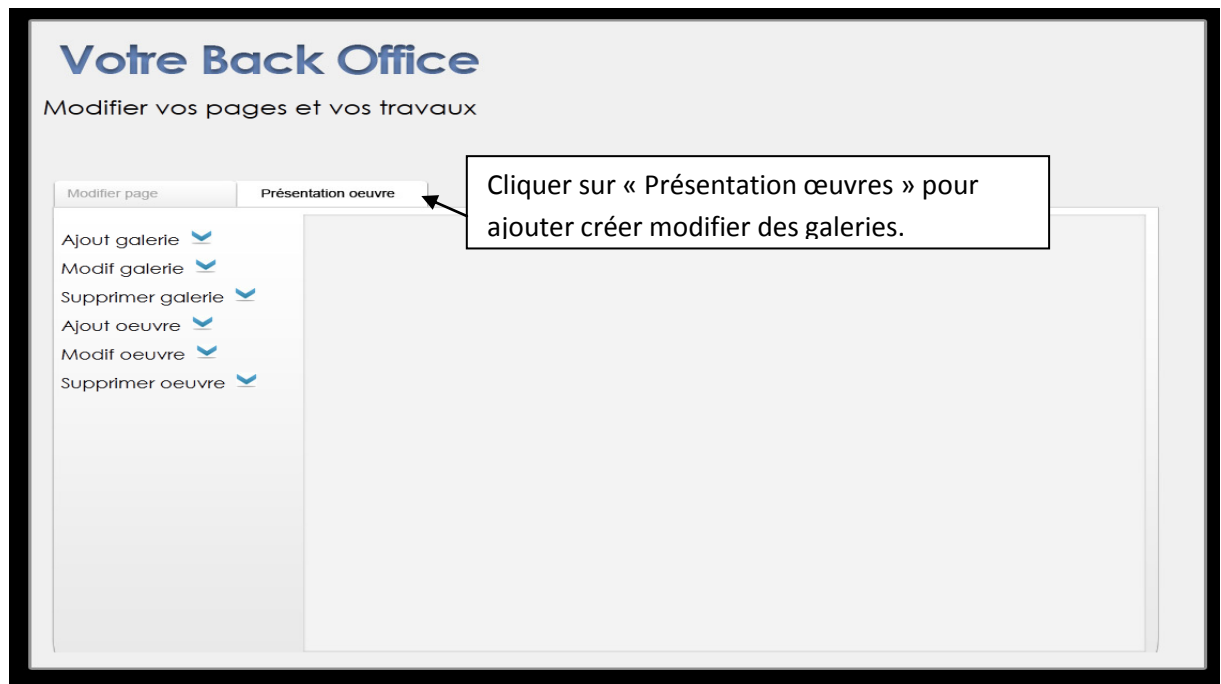 Votre Back Office
Modifier vos pages et vos travaux
Modifier page
Présentation oeuvre
Cliquer sur « Présentation œuvres » pour
ajouter créer modifier des galeries.
Ajout galerie
Modif galerie
Supprimer galerie
Ajout oeuvre
Modif oeuvre
Supprimer oeuvre